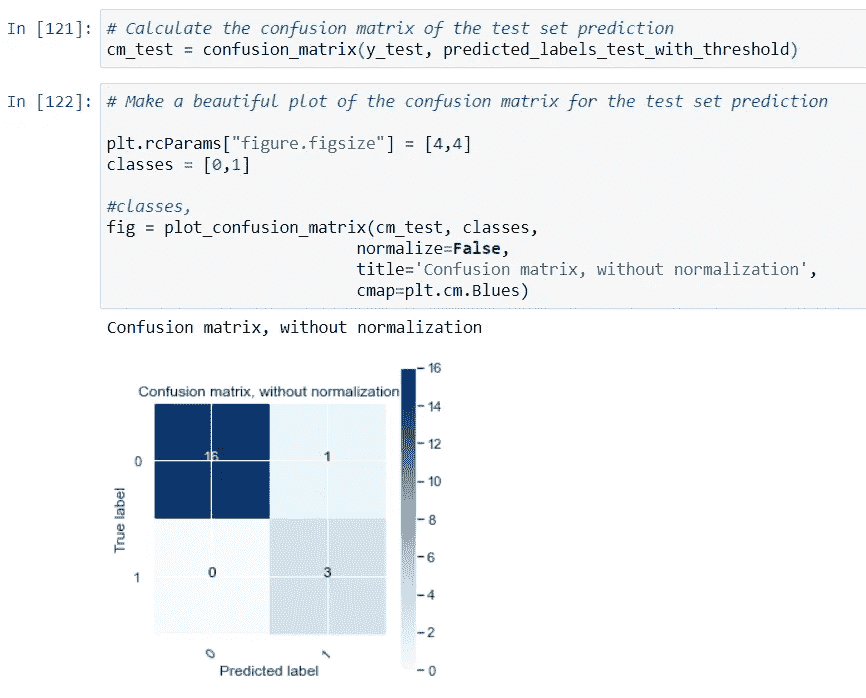 In [121]: # Calculate the confusion matrix of the test set prediction
cm_test = confusion_matrix(y_test, predicted_labels_test_with_threshold)
In [122]: # Make a beautiful plot of the confusion matrix for the test set prediction
plt.rcParams["figure.figsize"] = [4,4]
classes = [0,1]
#classes,
fig = plot_confusion_matrix(cm_test, classes,
normalize=False,
title='Confusion matrix, without normalization',
cmap=plt.cm.Blues)
Confusion matrix, without normalization
Confusion matrix, without normalization
True label
0
1
16
1
0
3
0
1
Predicted label
16
14
12
10
8
6
4
2
0